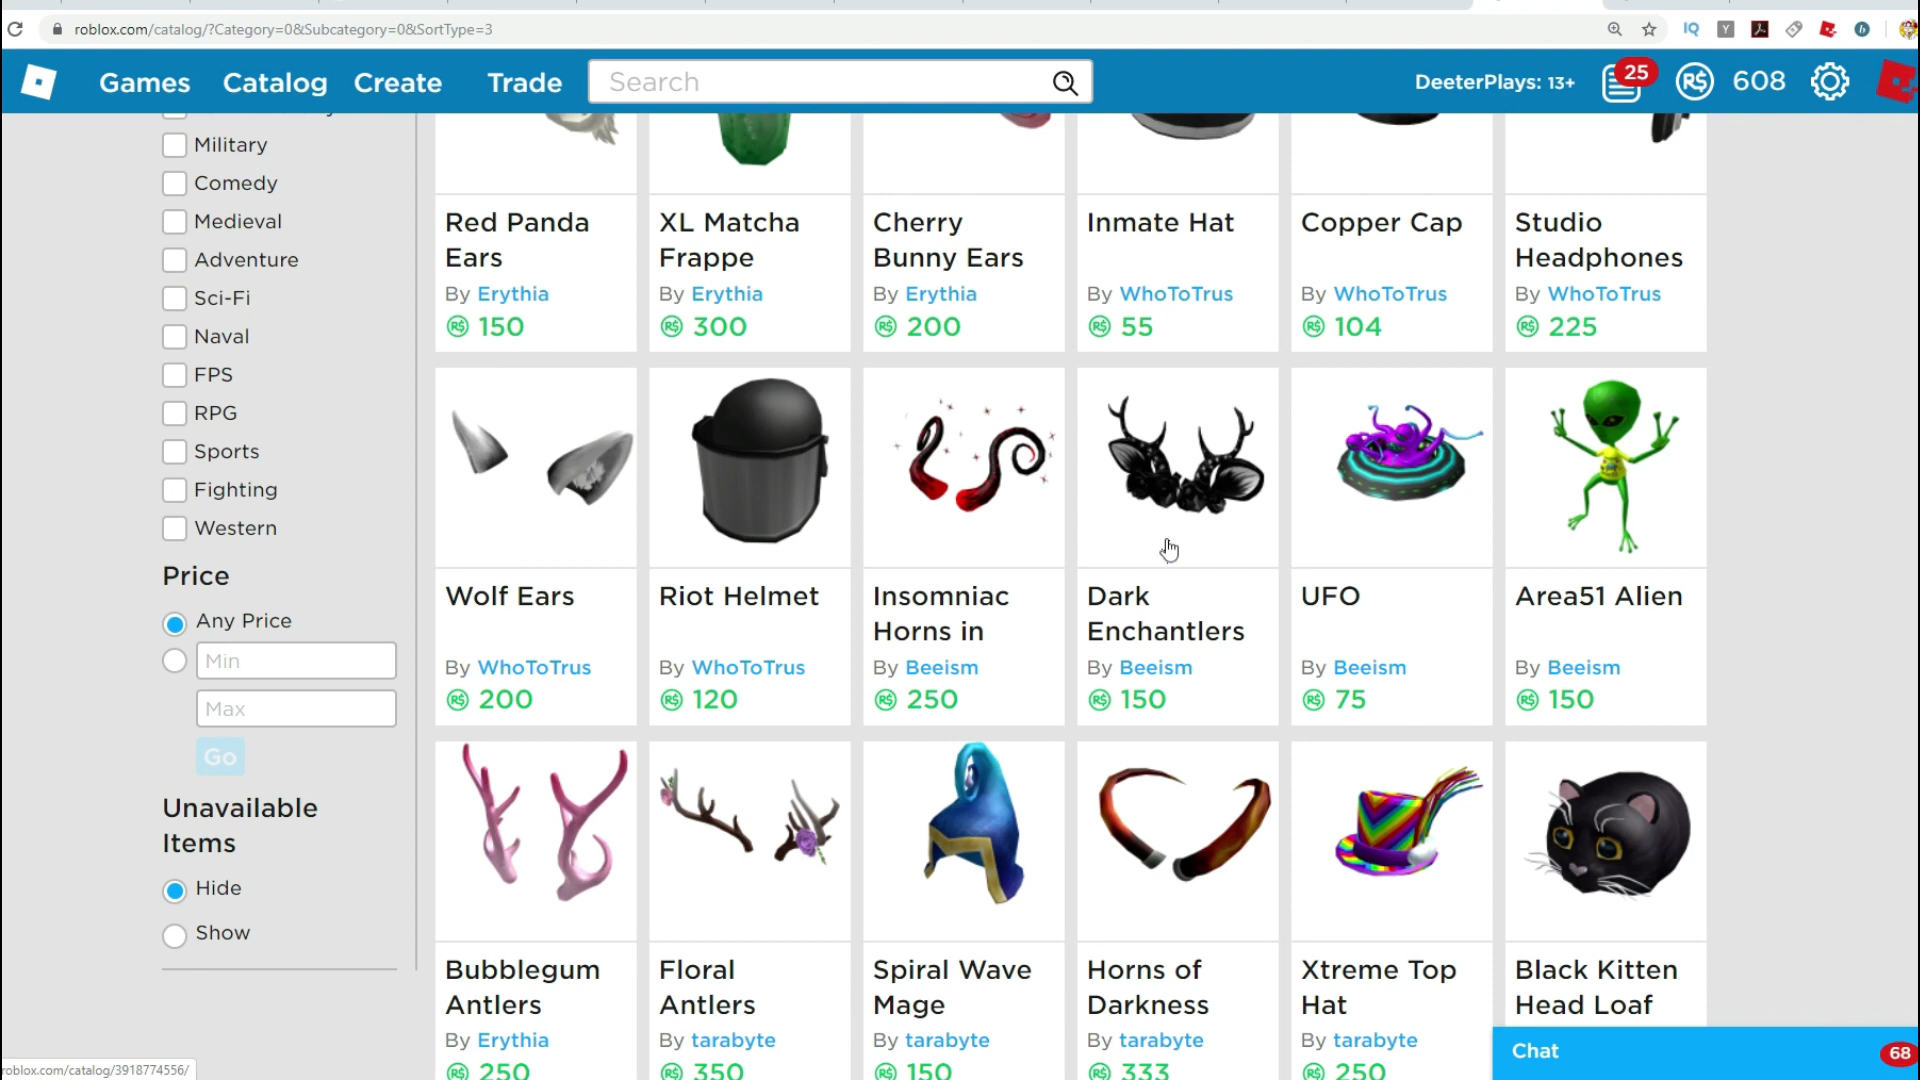 roblox.com/catalog/?Category=0&Subcategory=0&SortType=3
Games Catalog Create Trade Search DeeterPlays: 13+ 25 R$ 608
Military
Comedy
Medieval
Adventure
Sci-Fi
Naval
FPS
RPG
Sports
Fighting
Western
Price
Any Price
Min
Max
Go
Unavailable
Items
Hide
Show
Red Panda
Ears
By Erythia
R$ 150
XL Matcha
Frappe
By Erythia
R$ 300
Cherry
Bunny Ears
By Erythia
R$ 200
Inmate Hat
By WhoToTrus
R$ 55
Copper Cap
By WhoToTrus
R$ 104
Studio
Headphones
By WhoToTrus
R$ 225
Wolf Ears
By WhoToTrus
R$ 200
Riot Helmet
By WhoToTrus
R$ 120
Insomniac
Horns in
By Beeism
R$ 250
Dark
Enchantlers
By Beeism
R$ 150
UFO
By Beeism
R$ 75
Area51 Alien
By Beeism
R$ 150
Bubblegum
Antlers
By Erythia
R$ 250
Floral
Antlers
By tarabyte
R$ 350
Spiral Wave
Mage
By tarabyte
R$ 150
Horns of
Darkness
By tarabyte
R$ 333
Xtreme Top
Hat
By tarabyte
R$ 250
Black Kitten
Head Loaf
Chat 68
roblox.com/catalog/3918774556/